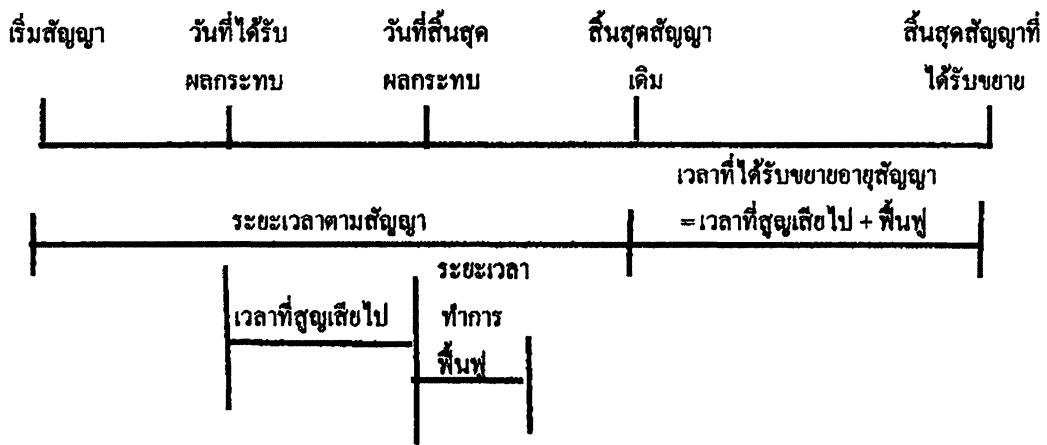 เริ่มสัญญา วันที่ได้รับ วันที่สิ้นสุด สิ้นสุดสัญญา สิ้นสุดสัญญาที่
ผลกระทบ ผลกระทบ เดิม ได้รับขยาย
เวลาที่ได้รับขยายอายุสัญญา
ระยะเวลาตามสัญญา = เวลาที่สูญเสียไป + ฟื้นฟู
ระยะเวลา
เวลาที่สูญเสียไป ทำการ
ฟื้นฟู